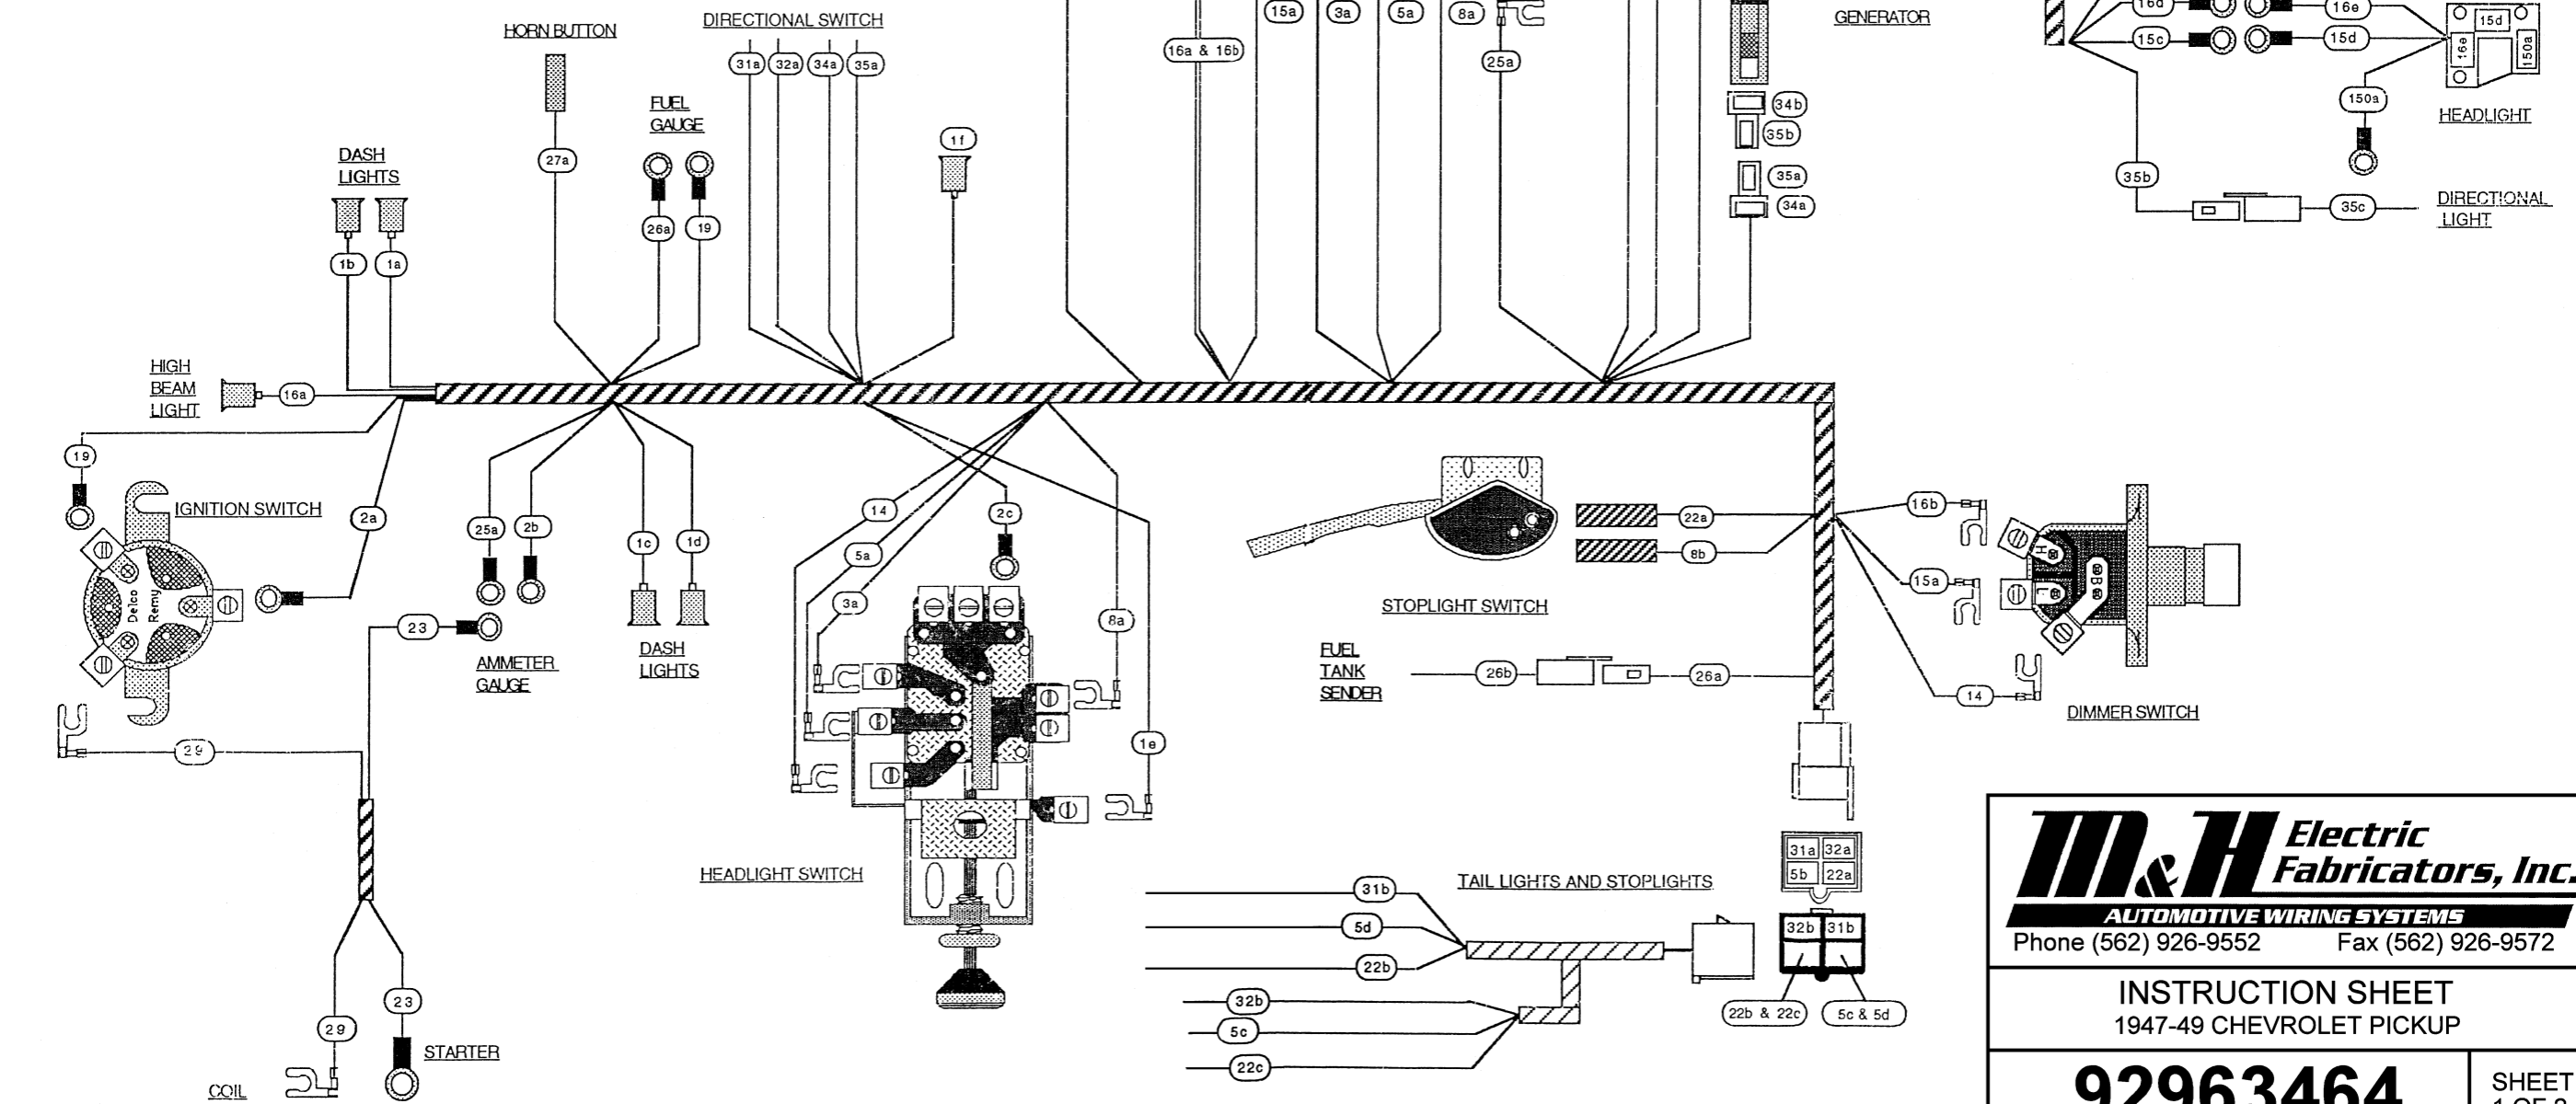 HORN BUTTON
DIRECTIONAL SWITCH
15a
3a
5a
8a
GENERATOR
16d
16e
15d
16e
150a
15c
15d
16a & 16b
25a
31a
32a
34a
35a
FUEL
GAUGE
34b
35b
150a
HEADLIGHT
27a
1f
DASH
LIGHTS
35a
34a
35b
35c
DIRECTIONAL
LIGHT
26a
19
1b
1a
HIGH
BEAM
LIGHT
16a
19
IGNITION SWITCH
2a
25a
2b
1c
1d
14
5a
3a
2c
8a
22a
8b
16b
15a
H
L
B
Delco
Remy
STOPLIGHT SWITCH
23
AMMETER
GAUGE
DASH
LIGHTS
FUEL
TANK
SENDER
26b
26a
14
DIMMER SWITCH
29
1e
HEADLIGHT SWITCH
31a
32a
5b
22a
TAIL LIGHTS AND STOPLIGHTS
31b
5d
22b
32b
5c
22c
32b
31b
22b & 22c
5c & 5d
29
23
STARTER
COIL
M&H Electric
Fabricators, Inc.
AUTOMOTIVE WIRING SYSTEMS
Phone (562) 926-9552
Fax (562) 926-9572
INSTRUCTION SHEET
1947-49 CHEVROLET PICKUP
92963464
SHEET